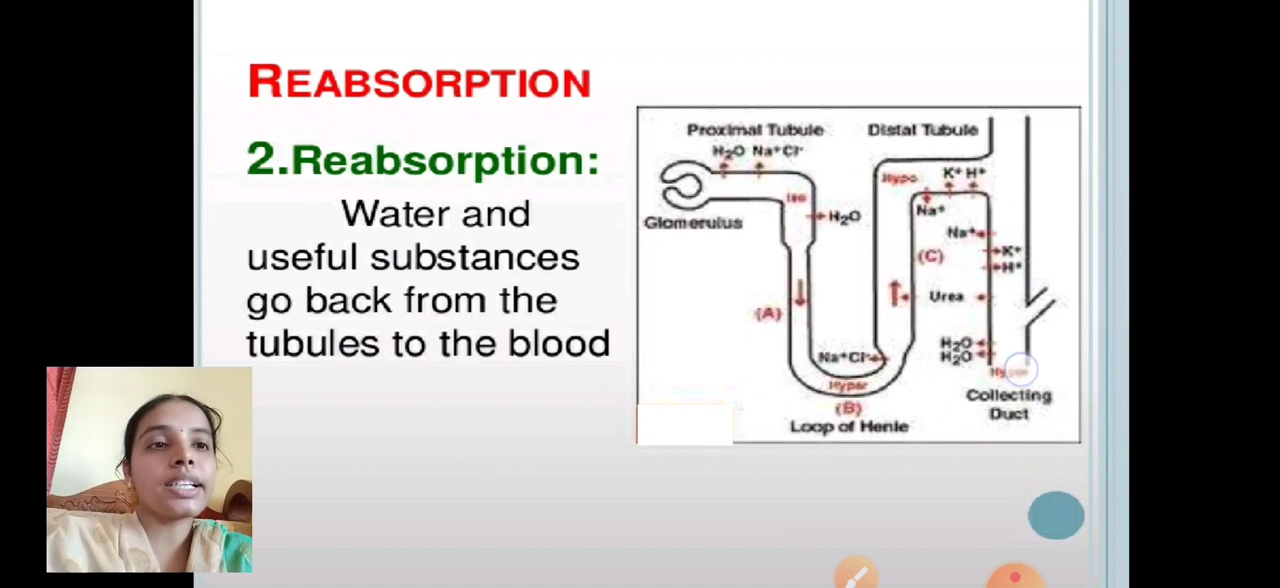 REABSORPTION
2.Reabsorption:
Water and
useful substances
go back from the
tubules to the blood
Proximal Tubule
Distal Tubule
H₂O Na⁺Cl⁻
Hypo
K⁺ H⁺
Iso
H₂O
Na⁺
Glomerulus
Na⁺
K⁺
(C)
H⁺
Urea
(A)
H₂O
H₂O
Na⁺Cl⁻
Hyper
Hyper
(B)
Collecting
Duct
Loop of Henle